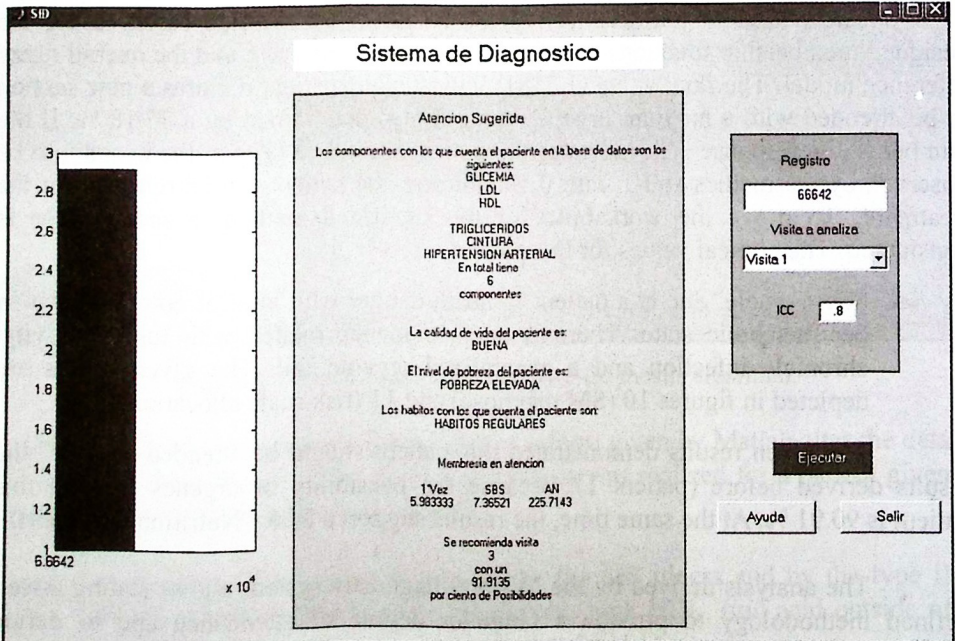 SID
Sistema de Diagnostico
Atencion Sugerida
Los componentes con los que cuenta el paciente en la base de datos son los
siguientes:
GLICEMIA
LDL
HDL
TRIGLICERIDOS
CINTURA
HIFERTENSION ARTERIAL
En total tiene
6
componentes
La calidad de vida del paciente es:
BUENA
El nivel de pobreza del paciente es:
POBREZA ELEVADA
Los habitos con los que cuenta el paciente son:
HABITOS REGULARES
Membresia en atencion
1'Vez SBS AN
5.993333 7.36521 225.7143
Se recomienda visita
3
con un
91.9135
por ciento de Posibilidades
3
2.8
2.6
2.4
2.2
2
1.8
1.6
1.4
1.2
1
6.6642
x 10⁴
Registro
66642
Visita a analiza
Visita 1
ICC .8
Ejecutar
Ayuda Salir